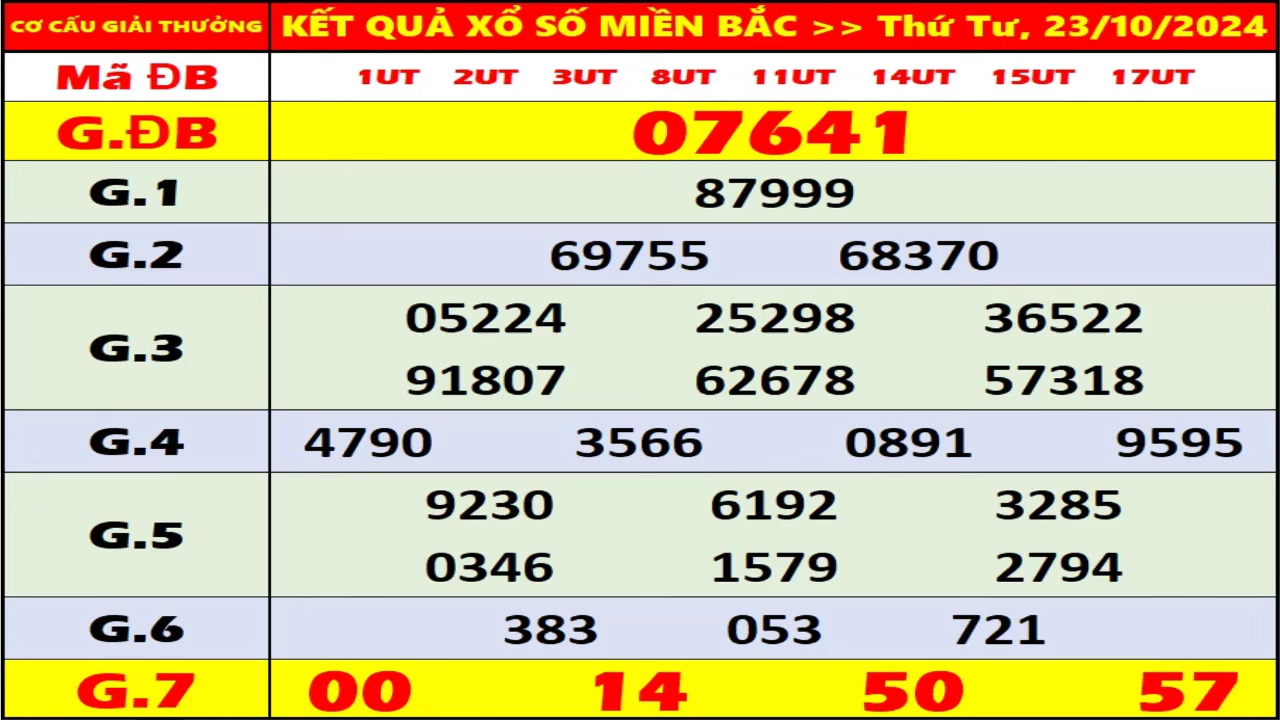 CƠ CẤU GIẢI THƯỞNG KẾT QUẢ XỔ SỐ MIỀN BẮC >> Thứ Tư, 23/10/2024
Mã ĐB 1UT 2UT 3UT 8UT 11UT 14UT 15UT 17UT
G.ĐB 07641
G.1 87999
G.2 69755 68370
G.3 05224 25298 36522
91807 62678 57318
G.4 4790 3566 0891 9595
G.5 9230 6192 3285
0346 1579 2794
G.6 383 053 721
G.7 00 14 50 57